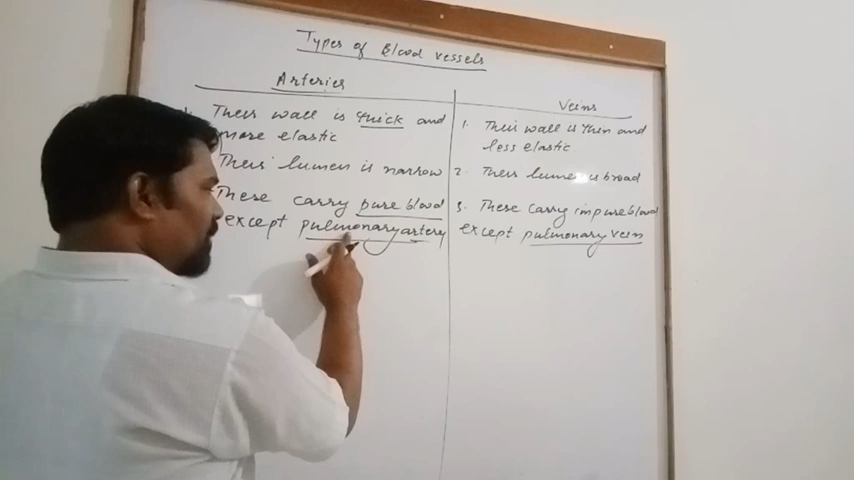 Types of Blood vessels
Arteries
Their wall is thick and
more elastic
Their lumen is narrow
These carry pure blood
except pulmonary artery
Veins
1. Their wall is thin and
less elastic
2. Their lumen is broad
3. These carry impure blood
except pulmonary vein